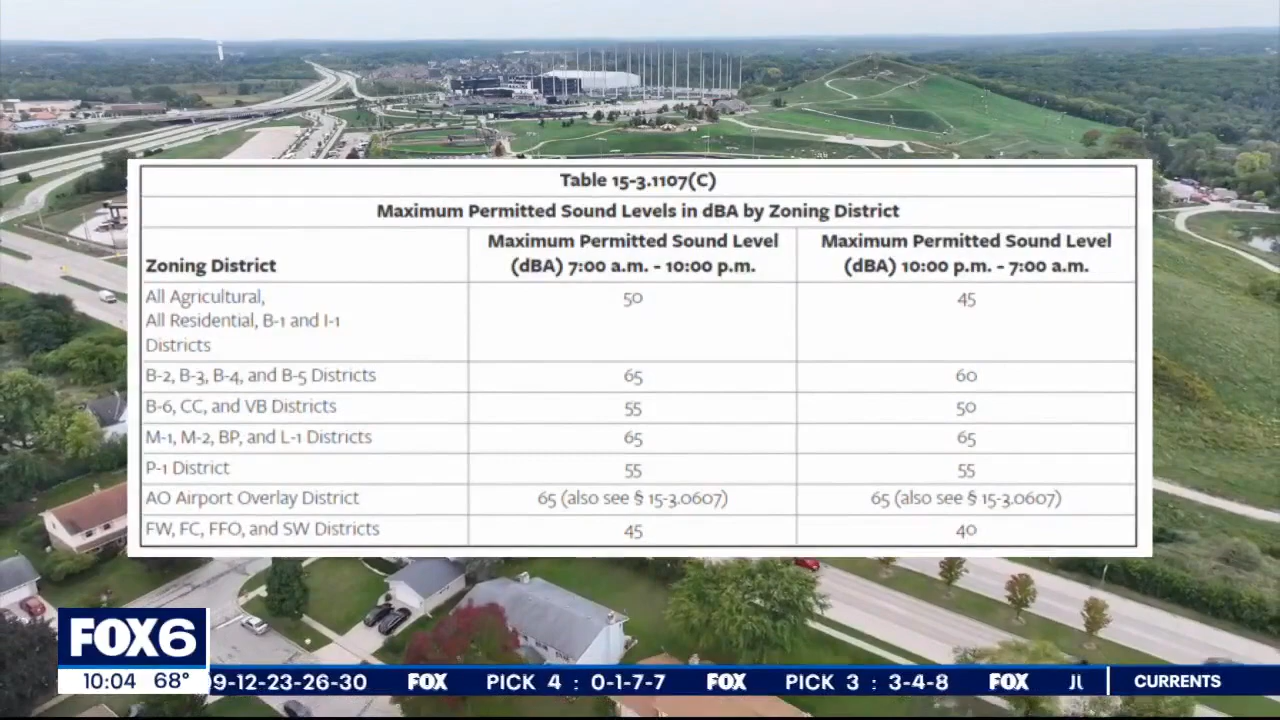 Table 15-3.1107(C)
Maximum Permitted Sound Levels in dBA by Zoning District
Zoning District
Maximum Permitted Sound Level
(dBA) 7:00 a.m. - 10:00 p.m.
Maximum Permitted Sound Level
(dBA) 10:00 p.m. - 7:00 a.m.
All Agricultural,
All Residential, B-1 and I-1
Districts
50
45
B-2, B-3, B-4, and B-5 Districts
65
60
B-6, CC, and VB Districts
55
50
M-1, M-2, BP, and L-1 Districts
65
65
P-1 District
55
55
AO Airport Overlay District
65 (also see § 15-3.0607)
65 (also see § 15-3.0607)
FW, FC, FFO, and SW Districts
45
40
FOX6
10:04 68°
9-12-23-26-30 FOX PICK 4 : 0-1-7-7 FOX PICK 3 : 3-4-8 FOX
CURRENTS